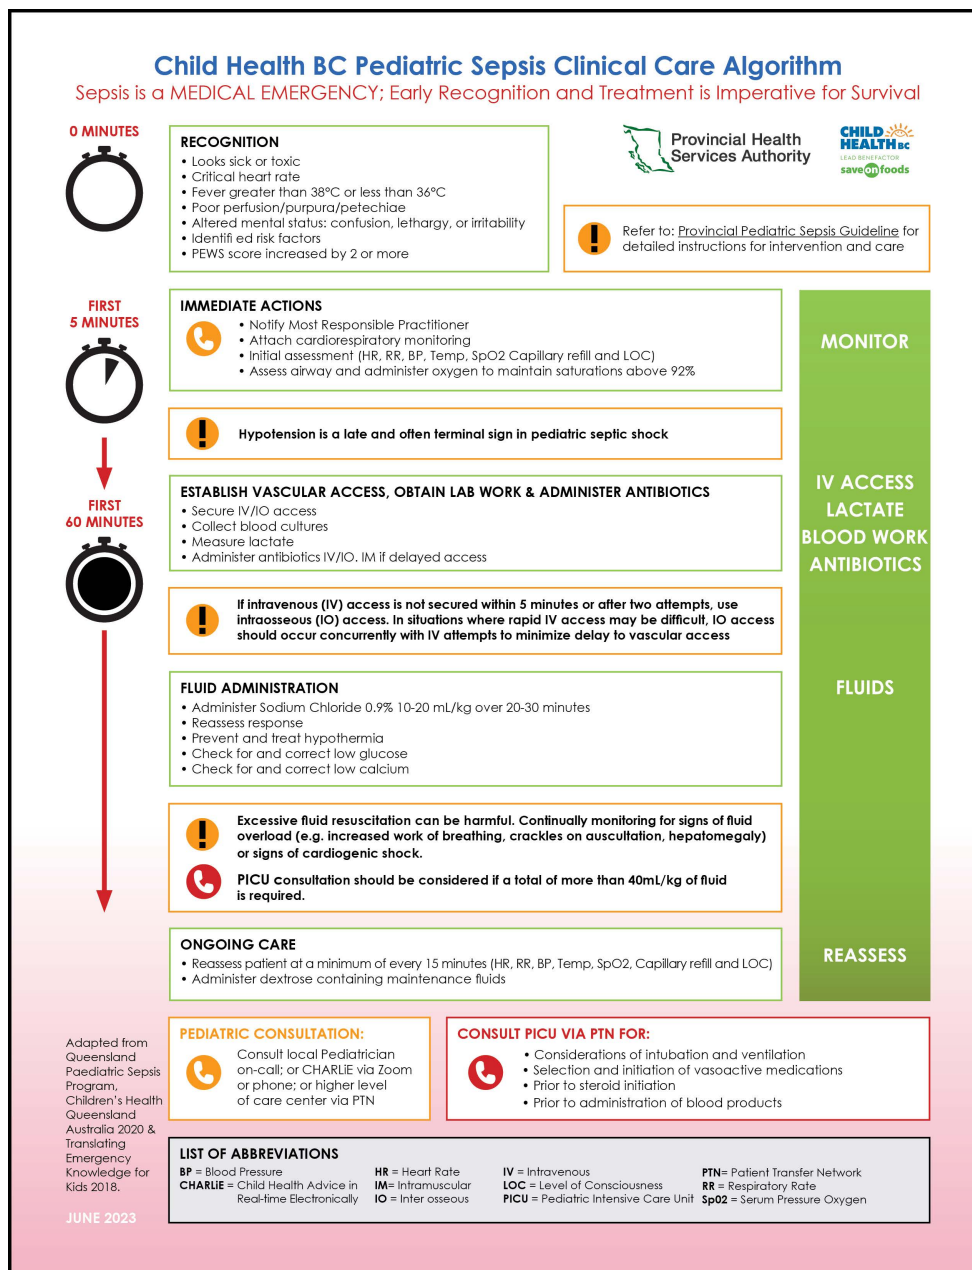 Child Health BC Pediatric Sepsis Clinical Care Algorithm
Sepsis is a MEDICAL EMERGENCY; Early Recognition and Treatment is Imperative for Survival
0 MINUTES
RECOGNITION
• Looks sick or toxic
• Critical heart rate
• Fever greater than 38°C or less than 36°C
• Poor perfusion/purpura/petechiae
• Altered mental status: confusion, lethargy, or irritability
• Identifi ed risk factors
• PEWS score increased by 2 or more
Provincial Health
Services Authority
CHILD
HEALTH BC
LEAD BENEFACTOR
save on foods
! Refer to: Provincial Pediatric Sepsis Guideline for
detailed instructions for intervention and care
FIRST
5 MINUTES
IMMEDIATE ACTIONS
• Notify Most Responsible Practitioner
• Attach cardiorespiratory monitoring
• Initial assessment (HR, RR, BP, Temp, SpO2 Capillary refill and LOC)
• Assess airway and administer oxygen to maintain saturations above 92%
MONITOR
! Hypotension is a late and often terminal sign in pediatric septic shock
FIRST
60 MINUTES
ESTABLISH VASCULAR ACCESS, OBTAIN LAB WORK & ADMINISTER ANTIBIOTICS
• Secure IV/IO access
• Collect blood cultures
• Measure lactate
• Administer antibiotics IV/IO. IM if delayed access
IV ACCESS
LACTATE
BLOOD WORK
ANTIBIOTICS
! If intravenous (IV) access is not secured within 5 minutes or after two attempts, use
intraosseous (IO) access. In situations where rapid IV access may be difficult, IO access
should occur concurrently with IV attempts to minimize delay to vascular access
FLUID ADMINISTRATION
• Administer Sodium Chloride 0.9% 10-20 mL/kg over 20-30 minutes
• Reassess response
• Prevent and treat hypothermia
• Check for and correct low glucose
• Check for and correct low calcium
FLUIDS
! Excessive fluid resuscitation can be harmful. Continually monitoring for signs of fluid
overload (e.g. increased work of breathing, crackles on auscultation, hepatomegaly)
or signs of cardiogenic shock.
PICU consultation should be considered if a total of more than 40mL/kg of fluid
is required.
ONGOING CARE
• Reassess patient at a minimum of every 15 minutes (HR, RR, BP, Temp, SpO2, Capillary refill and LOC)
• Administer dextrose containing maintenance fluids
REASSESS
PEDIATRIC CONSULTATION:
Consult local Pediatrician
on-call; or CHARLiE via Zoom
or phone; or higher level
of care center via PTN
CONSULT PICU VIA PTN FOR:
• Considerations of intubation and ventilation
• Selection and initiation of vasoactive medications
• Prior to steroid initiation
• Prior to administration of blood products
Adapted from
Queensland
Paediatric Sepsis
Program,
Children's Health
Queensland
Australia 2020 &
Translating
Emergency
Knowledge for
Kids 2018.
JUNE 2023
LIST OF ABBREVIATIONS
BP = Blood Pressure
CHARLiE = Child Health Advice in
Real-time Electronically
HR = Heart Rate
IM= Intramuscular
IO = Inter osseous
IV = Intravenous
LOC = Level of Consciousness
PICU = Pediatric Intensive Care Unit
PTN= Patient Transfer Network
RR = Respiratory Rate
Sp02 = Serum Pressure Oxygen